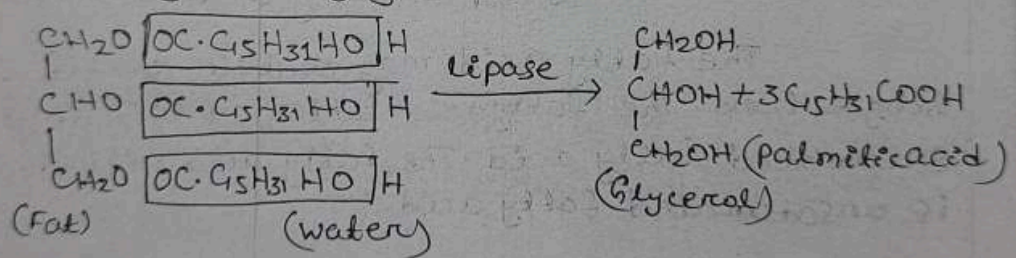 CH2O OC·C15H31HO H CH2OH
CHO OC·C15H31HO H lipase CHOH + 3C15H31COOH
CH2O OC·C15H31HO H CH2OH (palmitic acid)
(Fat) (water) (Glycerol)